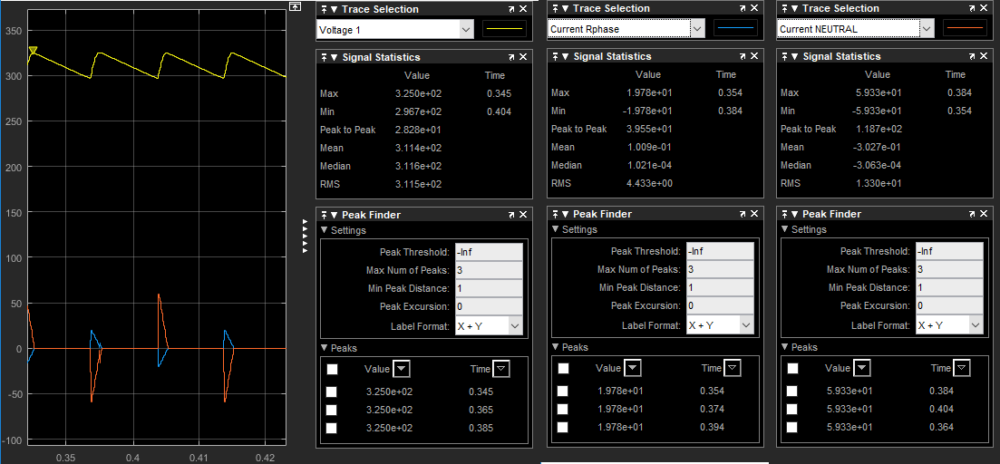 350
300
250
200
150
100
50
0
-50
-100
0.35
0.4
0.41
0.42
Trace Selection
Voltage 1
Signal Statistics
Value Time
Max 3.250e+02 0.345
Min 2.967e+02 0.404
Peak to Peak 2.828e+01
Mean 3.114e+02
Median 3.116e+02
RMS 3.115e+02
Peak Finder
Settings
Peak Threshold: -Inf
Max Num of Peaks: 3
Min Peak Distance: 1
Peak Excursion: 0
Label Format: X + Y
Peaks
Value Time
3.250e+02 0.345
3.250e+02 0.365
3.250e+02 0.385
Trace Selection
Current Rphase
Signal Statistics
Value Time
Max 1.978e+01 0.354
Min -1.978e+01 0.384
Peak to Peak 3.955e+01
Mean 1.009e-01
Median 1.021e-04
RMS 4.433e+00
Peak Finder
Settings
Peak Threshold: -Inf
Max Num of Peaks: 3
Min Peak Distance: 1
Peak Excursion: 0
Label Format: X + Y
Peaks
Value Time
1.978e+01 0.354
1.978e+01 0.374
1.978e+01 0.394
Trace Selection
Current NEUTRAL
Signal Statistics
Value Time
Max 5.933e+01 0.384
Min -5.933e+01 0.354
Peak to Peak 1.187e+02
Mean -3.027e-01
Median -3.063e-04
RMS 1.330e+01
Peak Finder
Settings
Peak Threshold: -Inf
Max Num of Peaks: 3
Min Peak Distance: 1
Peak Excursion: 0
Label Format: X + Y
Peaks
Value Time
5.933e+01 0.384
5.933e+01 0.404
5.933e+01 0.364